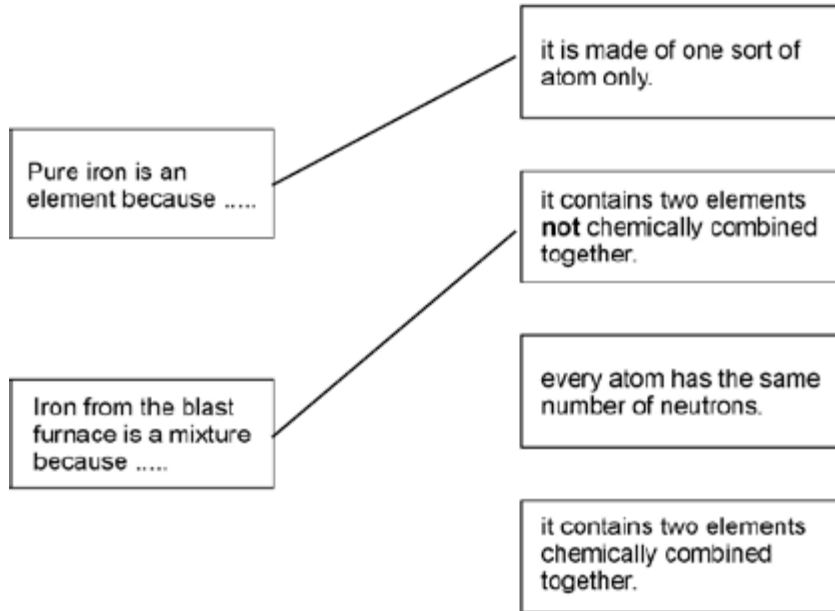 it is made of one sort of
atom only.
Pure iron is an
element because .....
it contains two elements
not chemically combined
together.
Iron from the blast
furnace is a mixture
because .....
every atom has the same
number of neutrons.
it contains two elements
chemically combined
together.